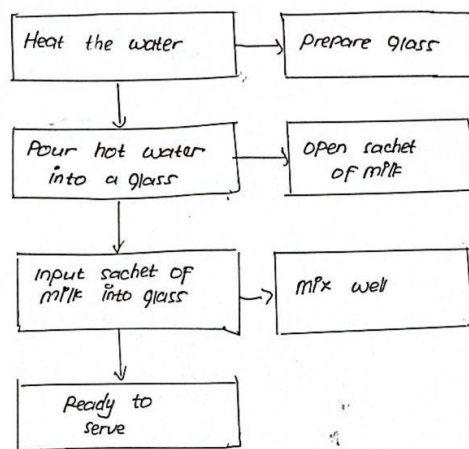 Heat the water
Prepare glass
Pour hot water
into a glass
open sachet
of milk
input sachet of
milk into glass
mix well
Ready to
serve